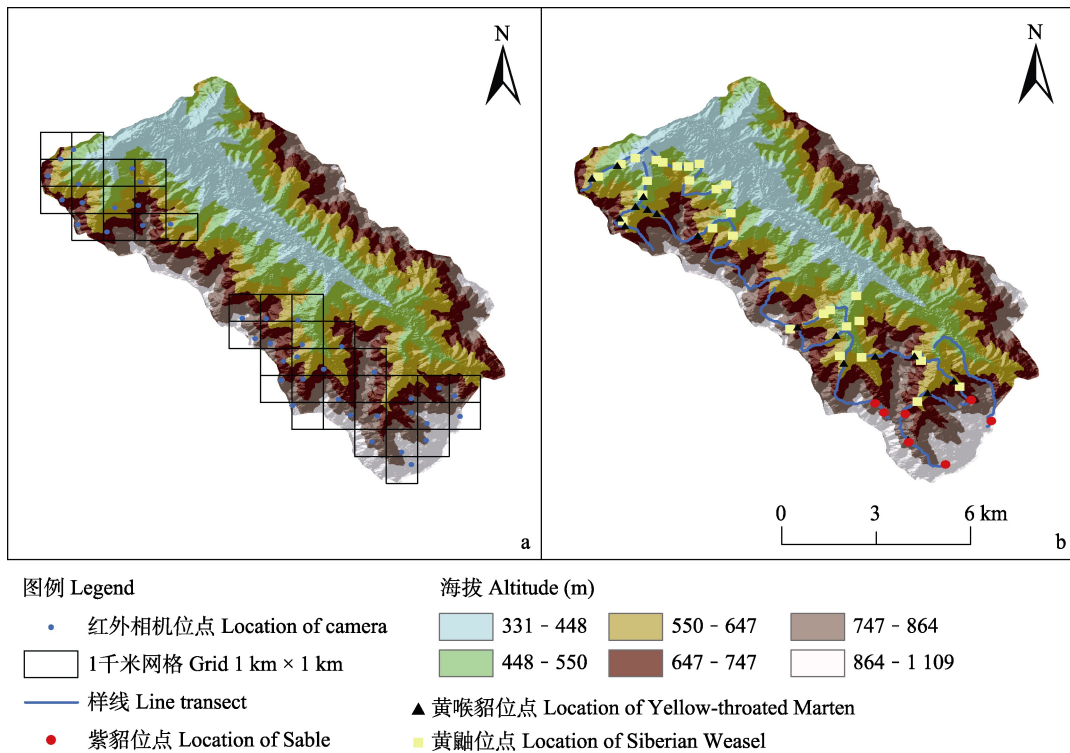 N
N
a
0 3 6 km
b
图例 Legend
红外相机位点 Location of camera
1千米网格 Grid 1 km × 1 km
样线 Line transect
紫貂位点 Location of Sable
海拔 Altitude (m)
331 - 448 550 - 647 747 - 864
448 - 550 647 - 747 864 - 1 109
黄喉貂位点 Location of Yellow-throated Marten
黄鼬位点 Location of Siberian Weasel